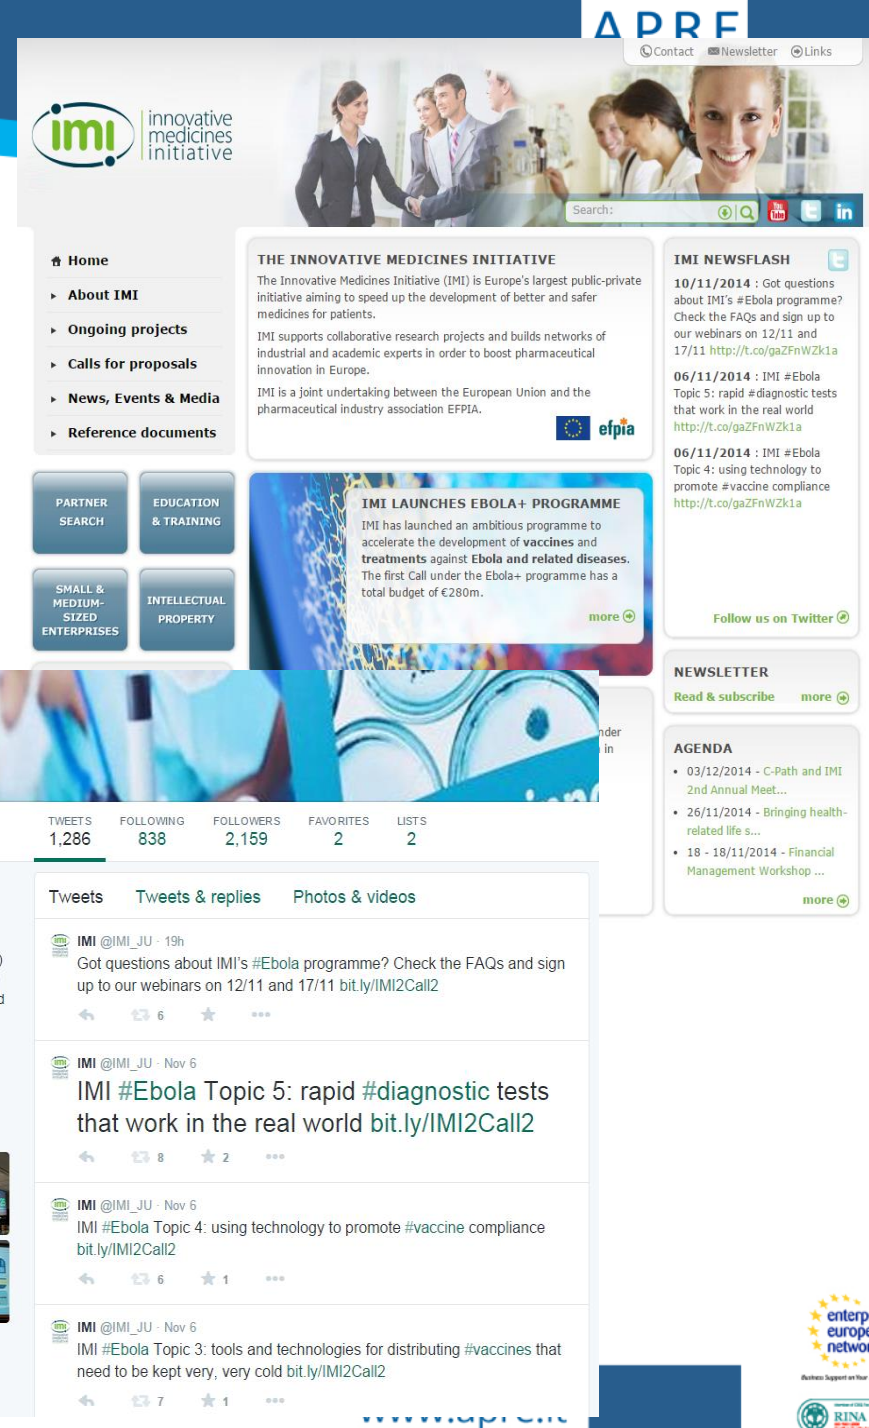 APRE
Contact Newsletter Links
imi innovative
medicines
initiative
Search:
You
Tube
in
Home
About IMI
Ongoing projects
Calls for proposals
News, Events & Media
Reference documents
THE INNOVATIVE MEDICINES INITIATIVE
The Innovative Medicines Initiative (IMI) is Europe's largest public-private
initiative aiming to speed up the development of better and safer
medicines for patients.
IMI supports collaborative research projects and builds networks of
industrial and academic experts in order to boost pharmaceutical
innovation in Europe.
IMI is a joint undertaking between the European Union and the
pharmaceutical industry association EFPIA.
efpia
IMI NEWSFLASH
10/11/2014 : Got questions
about IMI's #Ebola programme?
Check the FAQs and sign up to
our webinars on 12/11 and
17/11 http://t.co/gaZFnWZk1a
06/11/2014 : IMI #Ebola
Topic 5: rapid #diagnostic tests
that work in the real world
http://t.co/gaZFnWZk1a
06/11/2014 : IMI #Ebola
Topic 4: using technology to
promote #vaccine compliance
http://t.co/gaZFnWZk1a
Follow us on Twitter
PARTNER
SEARCH
EDUCATION
& TRAINING
SMALL &
MEDIUM-
SIZED
ENTERPRISES
INTELLECTUAL
PROPERTY
IMI LAUNCHES EBOLA+ PROGRAMME
IMI has launched an ambitious programme to
accelerate the development of vaccines and
treatments against Ebola and related diseases.
The first Call under the Ebola+ programme has a
total budget of €280m.
more
NEWSLETTER
Read & subscribe more
AGENDA
03/12/2014 - C-Path and IMI
2nd Annual Meet...
26/11/2014 - Bringing health-
related life s...
18 - 18/11/2014 - Financial
Management Workshop ...
more
in
TWEETS FOLLOWING FOLLOWERS FAVORITES LISTS
1,286 838 2,159 2 2
Tweets Tweets & replies Photos & videos
IMI @IMI_JU · 19h
Got questions about IMI's #Ebola programme? Check the FAQs and sign
up to our webinars on 12/11 and 17/11 bit.ly/IMI2Call2
6
IMI @IMI_JU · Nov 6
IMI #Ebola Topic 5: rapid #diagnostic tests
that work in the real world bit.ly/IMI2Call2
8 2
IMI @IMI_JU · Nov 6
IMI #Ebola Topic 4: using technology to promote #vaccine compliance
bit.ly/IMI2Call2
6 1
IMI @IMI_JU · Nov 6
IMI #Ebola Topic 3: tools and technologies for distributing #vaccines that
need to be kept very, very cold bit.ly/IMI2Call2
7 1
www.apre.it
enterp
europe
networ
Business Support on Your
RINA